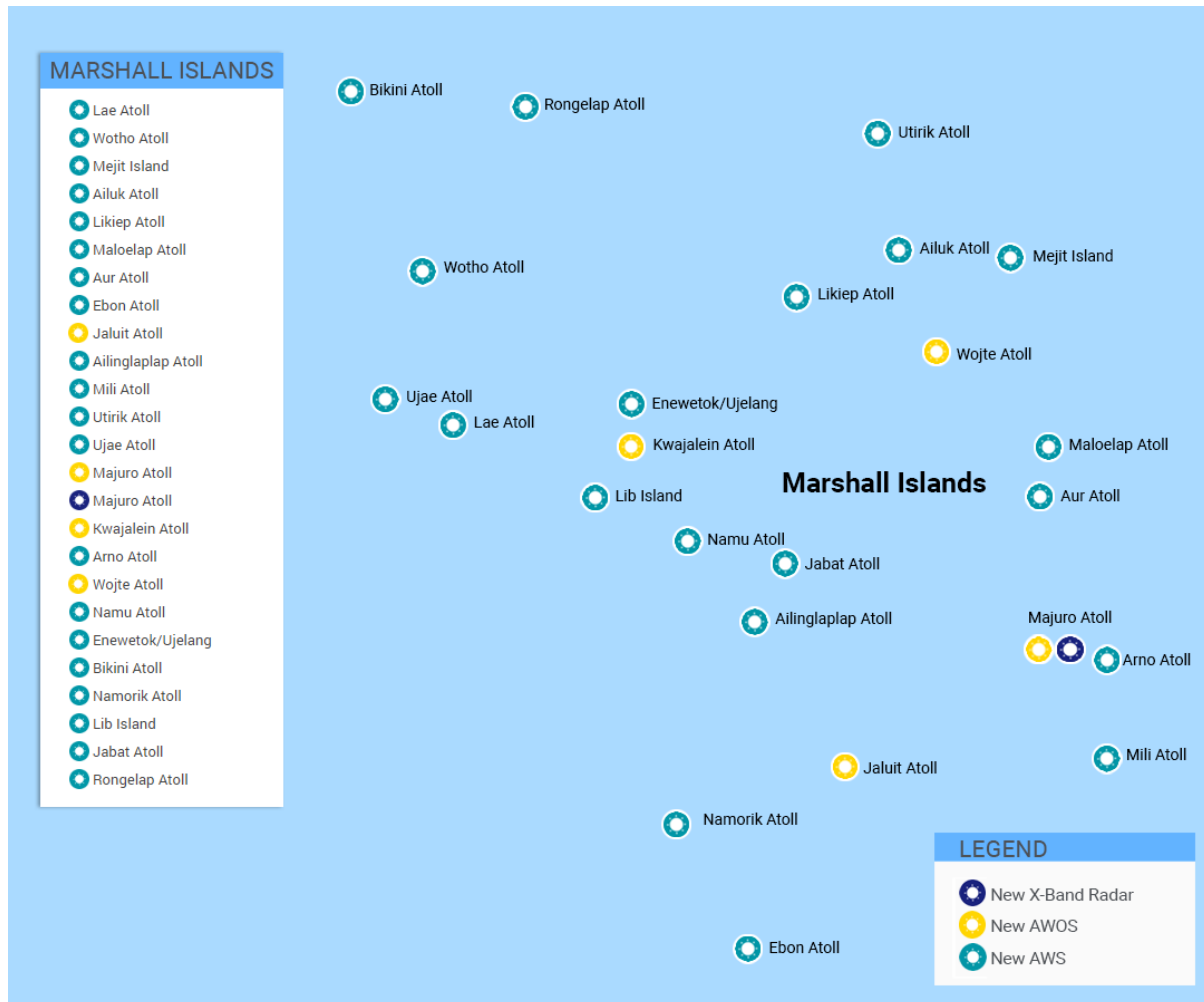 MARSHALL ISLANDS
Lae Atoll
Wotho Atoll
Mejit Island
Ailuk Atoll
Likiep Atoll
Maloelap Atoll
Aur Atoll
Ebon Atoll
Jaluit Atoll
Ailinglaplap Atoll
Mili Atoll
Utirik Atoll
Ujae Atoll
Majuro Atoll
Majuro Atoll
Kwajalein Atoll
Arno Atoll
Wojte Atoll
Namu Atoll
Enewetok/Ujelang
Bikini Atoll
Namorik Atoll
Lib Island
Jabat Atoll
Rongelap Atoll
Bikini Atoll
Rongelap Atoll
Utirik Atoll
Ailuk Atoll
Mejit Island
Wotho Atoll
Likiep Atoll
Wojte Atoll
Ujae Atoll
Enewetok/Ujelang
Lae Atoll
Kwajalein Atoll
Maloelap Atoll
Marshall Islands
Lib Island
Aur Atoll
Namu Atoll
Jabat Atoll
Ailinglaplap Atoll
Majuro Atoll
Arno Atoll
Mili Atoll
Jaluit Atoll
Namorik Atoll
Ebon Atoll
LEGEND
New X-Band Radar
New AWOS
New AWS